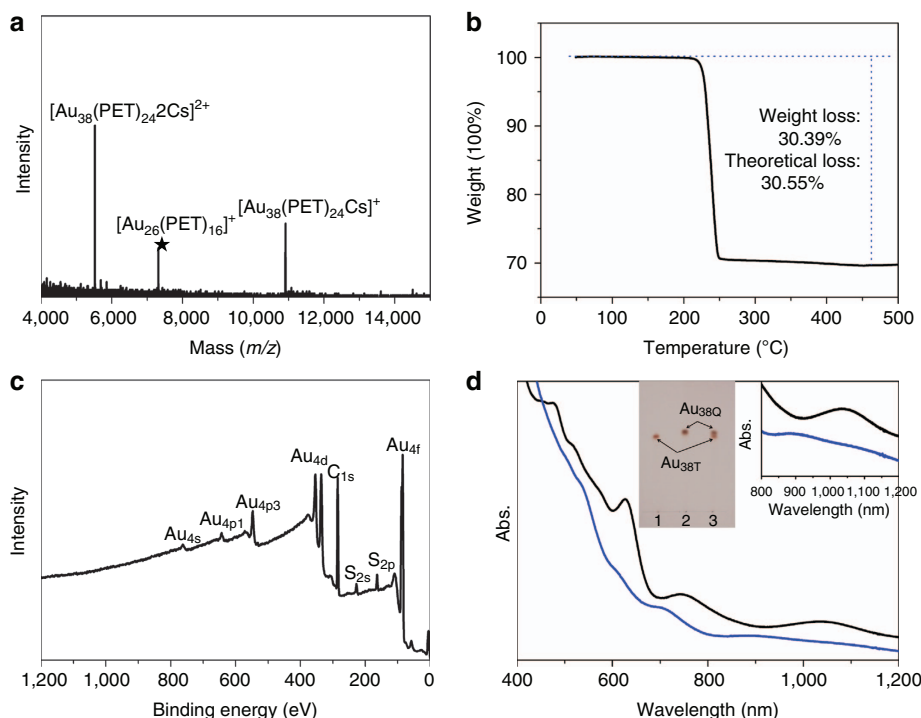 a
[Au38(PET)24 2Cs]2+
[Au26(PET)16]+
★
[Au38(PET)24Cs]+
Intensity
4,000 6,000 8,000 10,000 12,000 14,000
Mass (m/z)
b
100
90
80
70
Weight (100%)
Weight loss:
30.39%
Theoretical loss:
30.55%
0 100 200 300 400 500
Temperature (°C)
c
Au4s
Au4p1
Au4p3
Au4d
C1s
S2s
S2p
Au4f
Intensity
1,200 1,000 800 600 400 200 0
Binding energy (eV)
d
Au38Q
Au38T
1 2 3
Abs.
800 900 1,000 1,100 1,200
Wavelength (nm)
Abs.
400 600 800 1,000 1,200
Wavelength (nm)